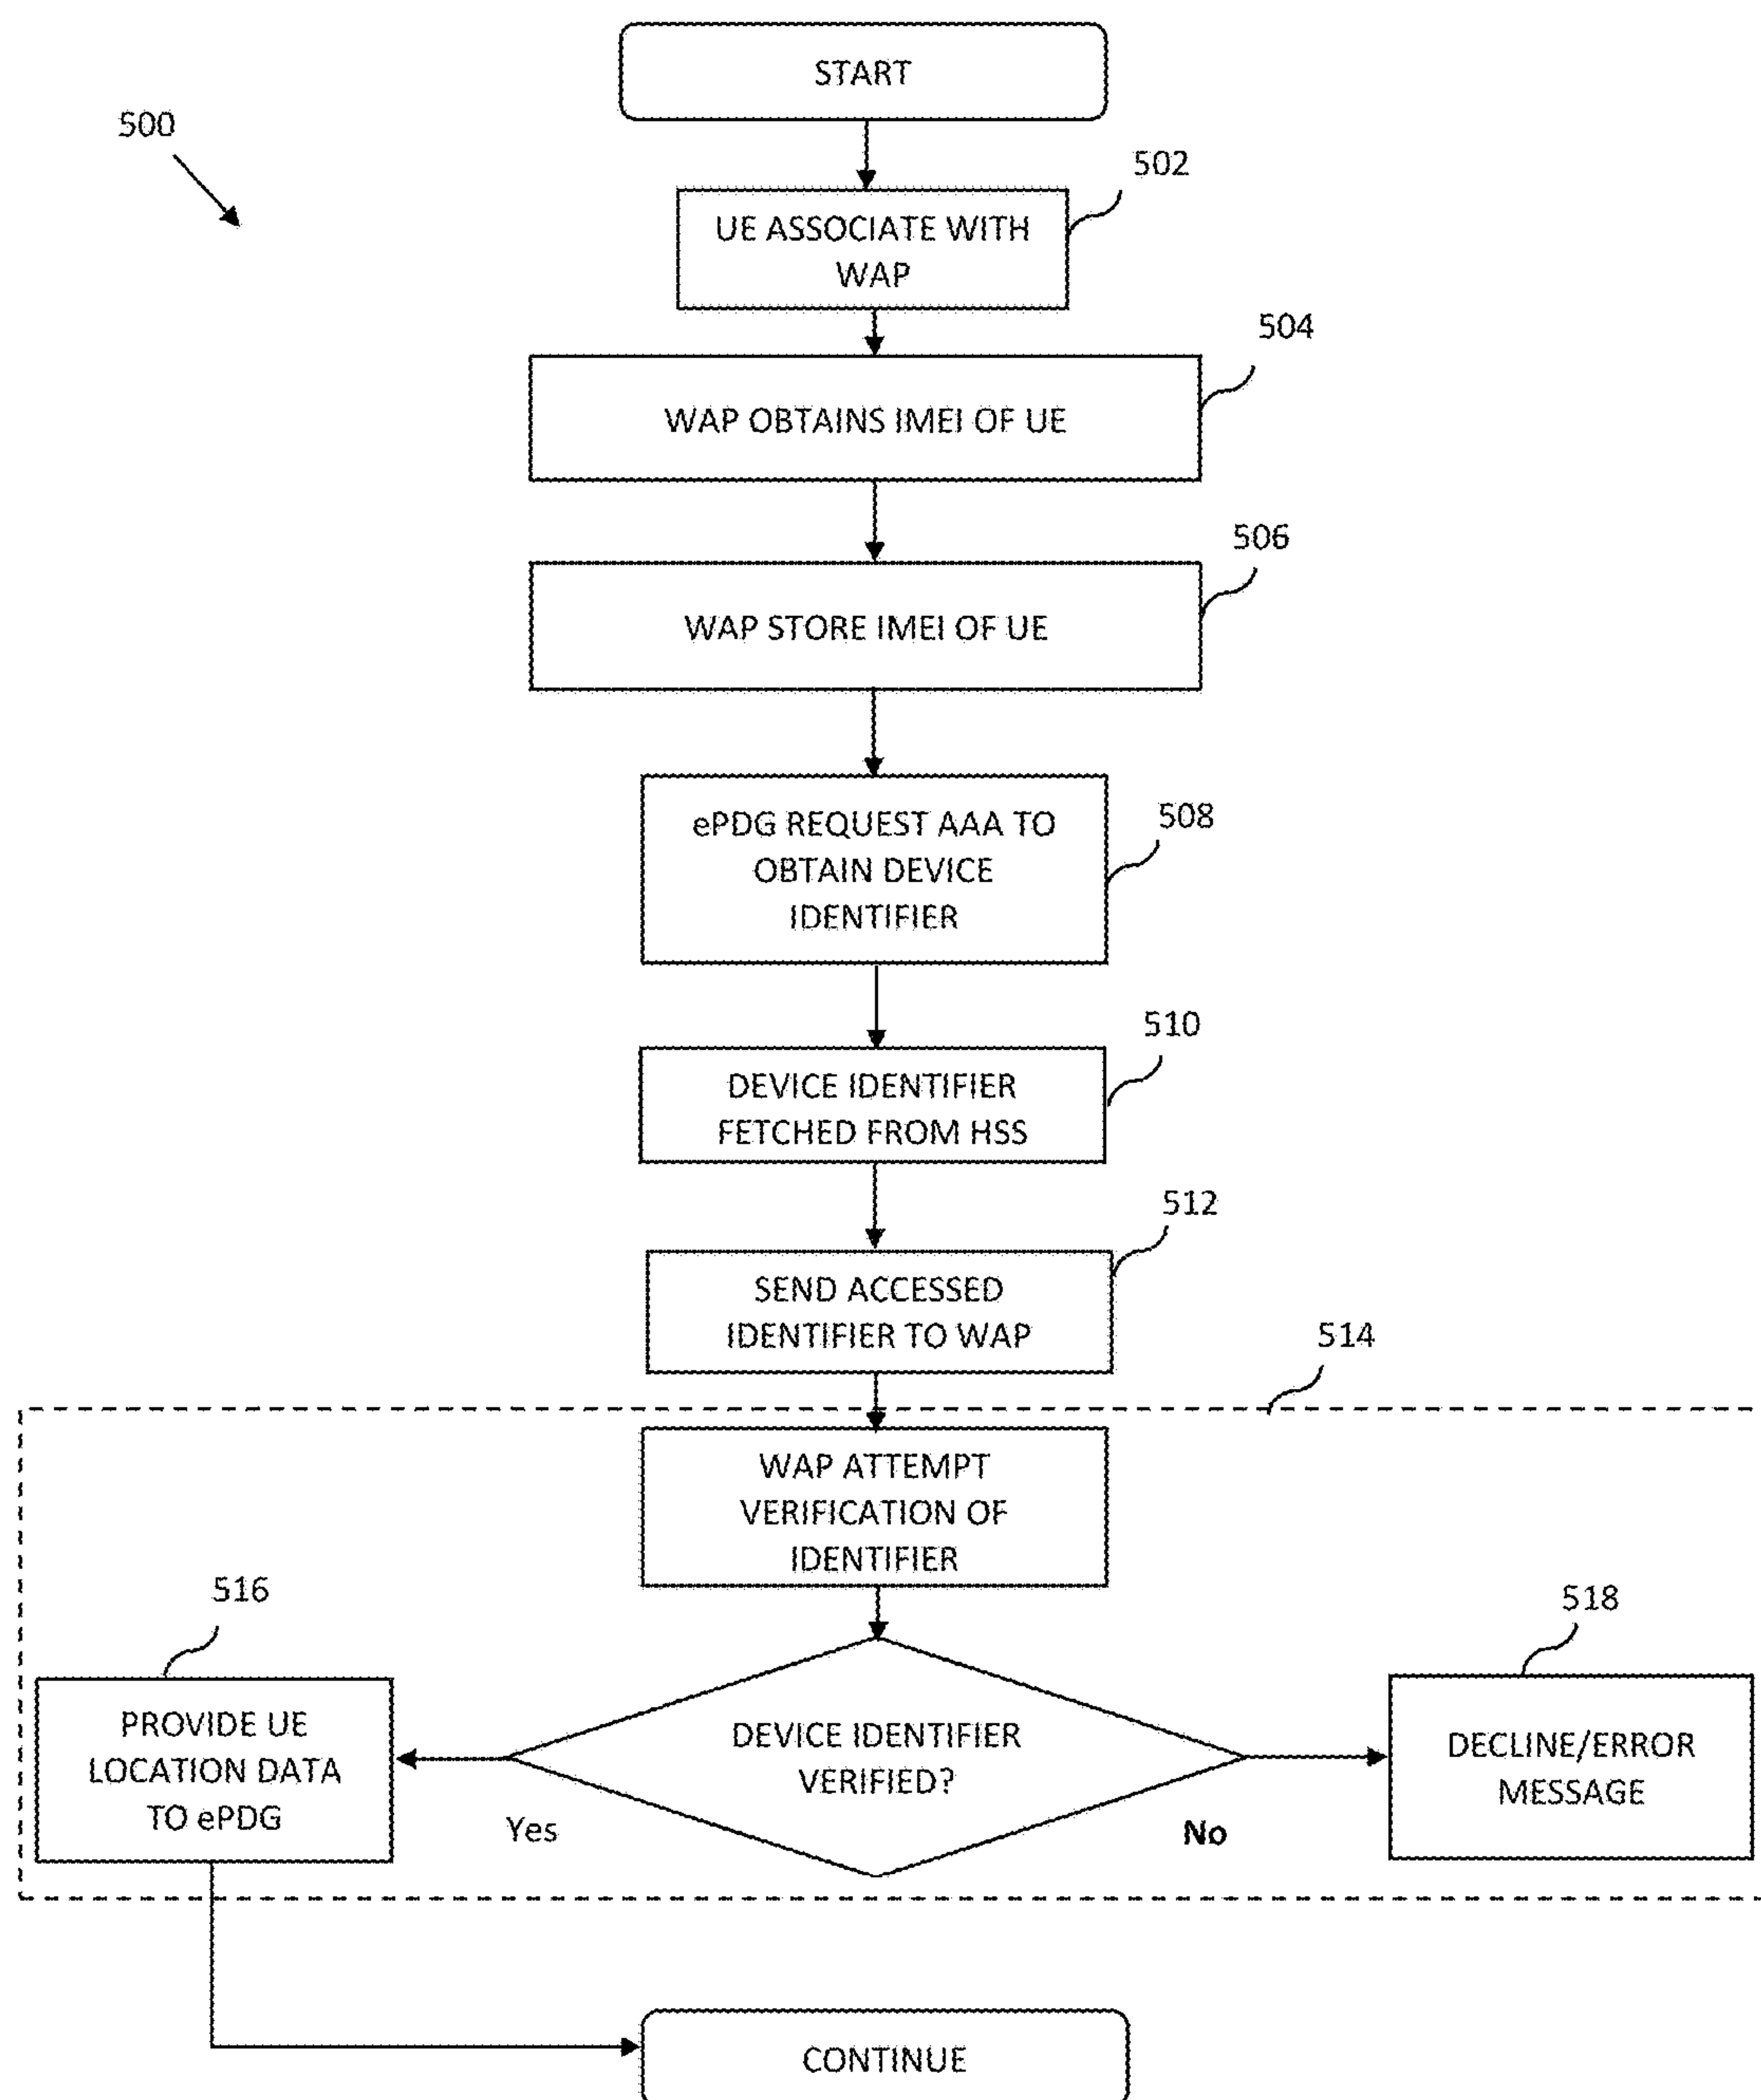 START
500
502
UE ASSOCIATE WITH
WAP
504
WAP OBTAINS IMEI OF UE
506
WAP STORE IMEI OF UE
508
ePDG REQUEST AAA TO
OBTAIN DEVICE
IDENTIFIER
510
DEVICE IDENTIFIER
FETCHED FROM HSS
512
SEND ACCESSED
IDENTIFIER TO WAP
514
WAP ATTEMPT
VERIFICATION OF
IDENTIFIER
516
PROVIDE UE
LOCATION DATA
TO ePDG
DEVICE IDENTIFIER
VERIFIED?
Yes
No
518
DECLINE/ERROR
MESSAGE
CONTINUE